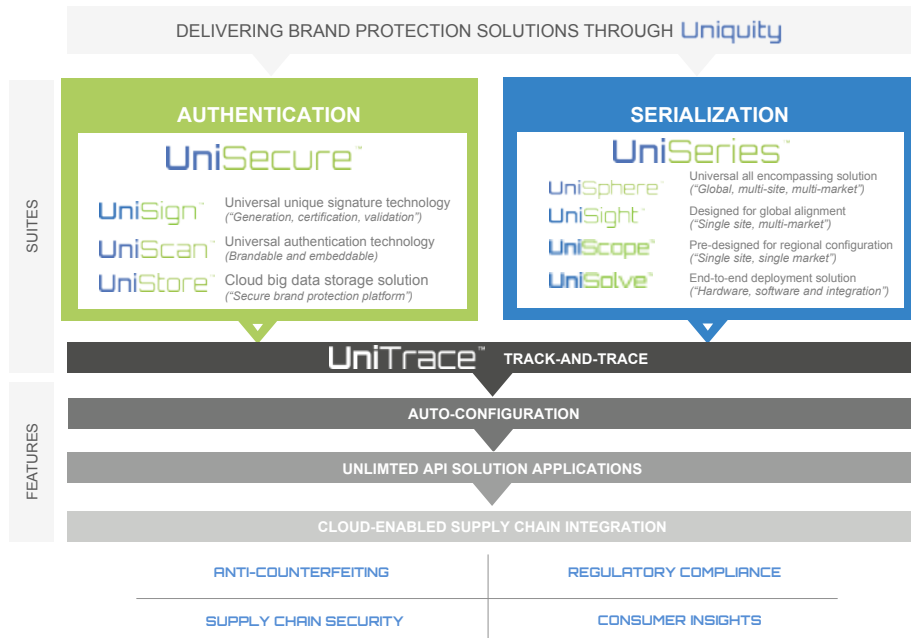 DELIVERING BRAND PROTECTION SOLUTIONS THROUGH Uniquity
SUITES
AUTHENTICATION
UniSecure™
UniSign™
Universal unique signature technology
(“Generation, certification, validation”)
UniScan™
Universal authentication technology
(Brandable and embeddable)
UniStore™
Cloud big data storage solution
(“Secure brand protection platform”)
SERIALIZATION
UniSeries™
UniSphere™
Universal all encompassing solution
(“Global, multi-site, multi-market”)
UniSight™
Designed for global alignment
(“Single site, multi-market”)
UniScope™
Pre-designed for regional configuration
(“Single site, single market”)
UniSolve™
End-to-end deployment solution
(“Hardware, software and integration”)
UniTrace™ TRACK-AND-TRACE
FEATURES
AUTO-CONFIGURATION
UNLIMTED API SOLUTION APPLICATIONS
CLOUD-ENABLED SUPPLY CHAIN INTEGRATION
ANTI-COUNTERFEITING
REGULATORY COMPLIANCE
SUPPLY CHAIN SECURITY
CONSUMER INSIGHTS